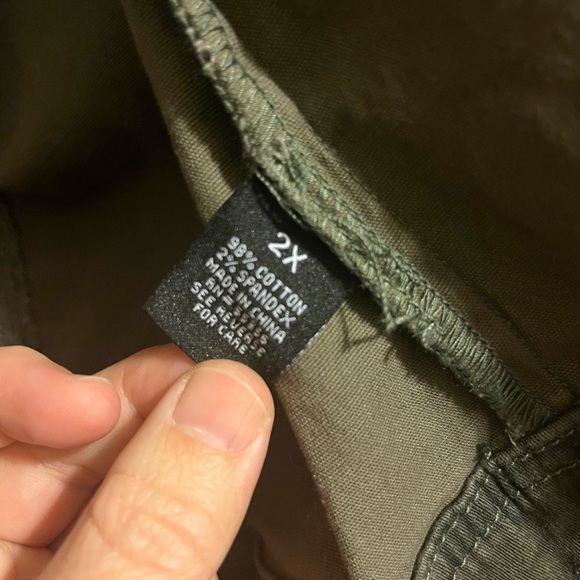 2X
98% COTTON
2% SPANDEX
MADE IN CHINA
SEE REVERSE
FOR CARE